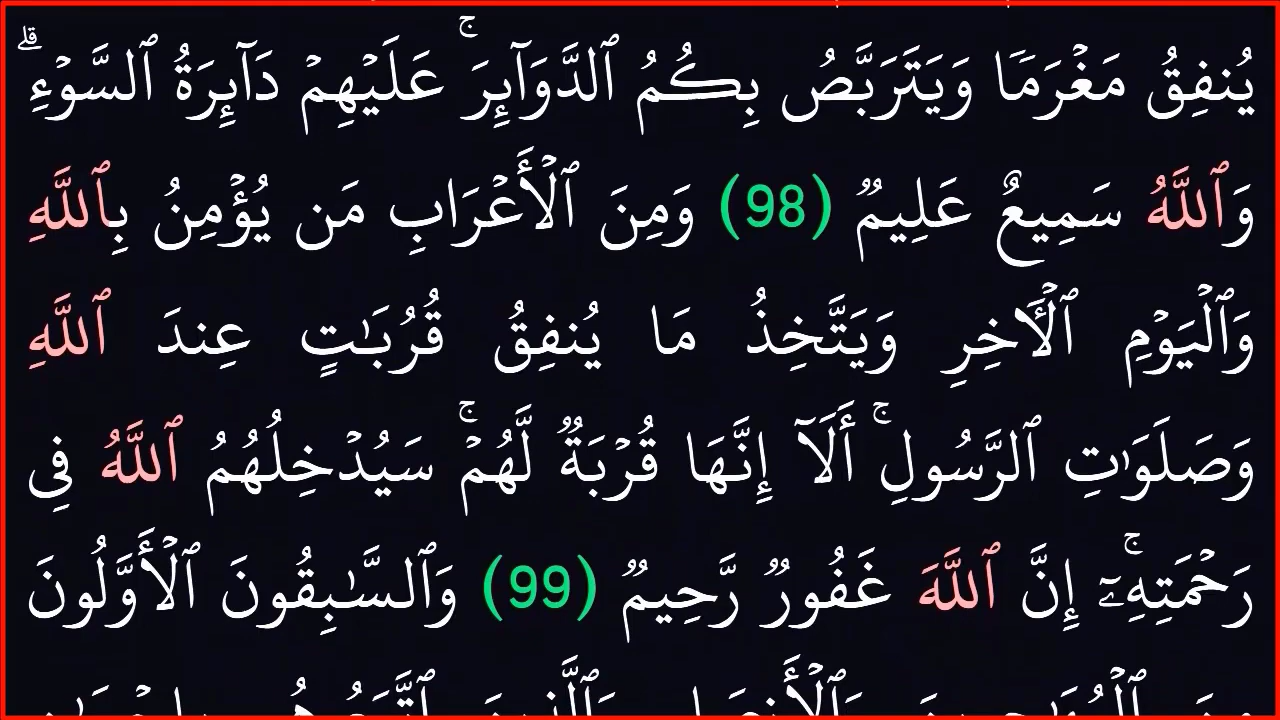 يُنفِقُ مَغْرَمًا وَيَتَرَبَّصُ بِكُمُ ٱلدَّوَآئِرَ ۚ عَلَيْهِمْ دَآئِرَةُ ٱلسَّوْءِ ۗ
وَٱللَّهُ سَمِيعٌ عَلِيمٌ (98) وَمِنَ ٱلْأَعْرَابِ مَن يُؤْمِنُ بِٱللَّهِ
وَٱلْيَوْمِ ٱلْأَخِرِ وَيَتَّخِذُ مَا يُنفِقُ قُرُبَـٰتٍ عِندَ ٱللَّهِ
وَصَلَوَٰتِ ٱلرَّسُولِ ۚ أَلَآ إِنَّهَا قُرْبَةٌ لَّهُمْ ۚ سَيُدْخِلُهُمُ ٱللَّهُ فِى
رَحْمَتِهِۦٓ ۚ إِنَّ ٱللَّهَ غَفُورٌ رَّحِيمٌ (99) وَٱلسَّـٰبِقُونَ ٱلْأَوَّلُونَ